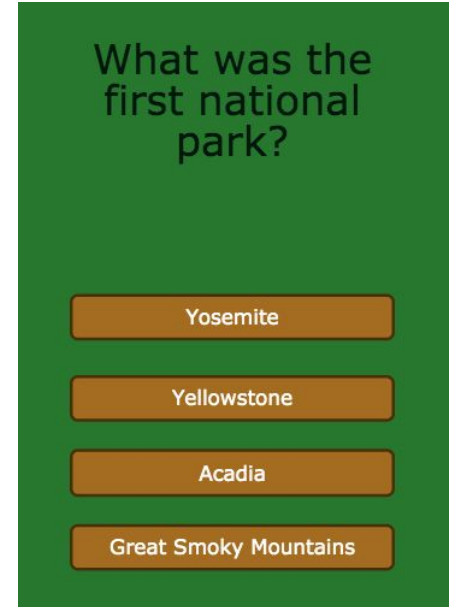 What was the
first national
park?
Yosemite
Yellowstone
Acadia
Great Smoky Mountains